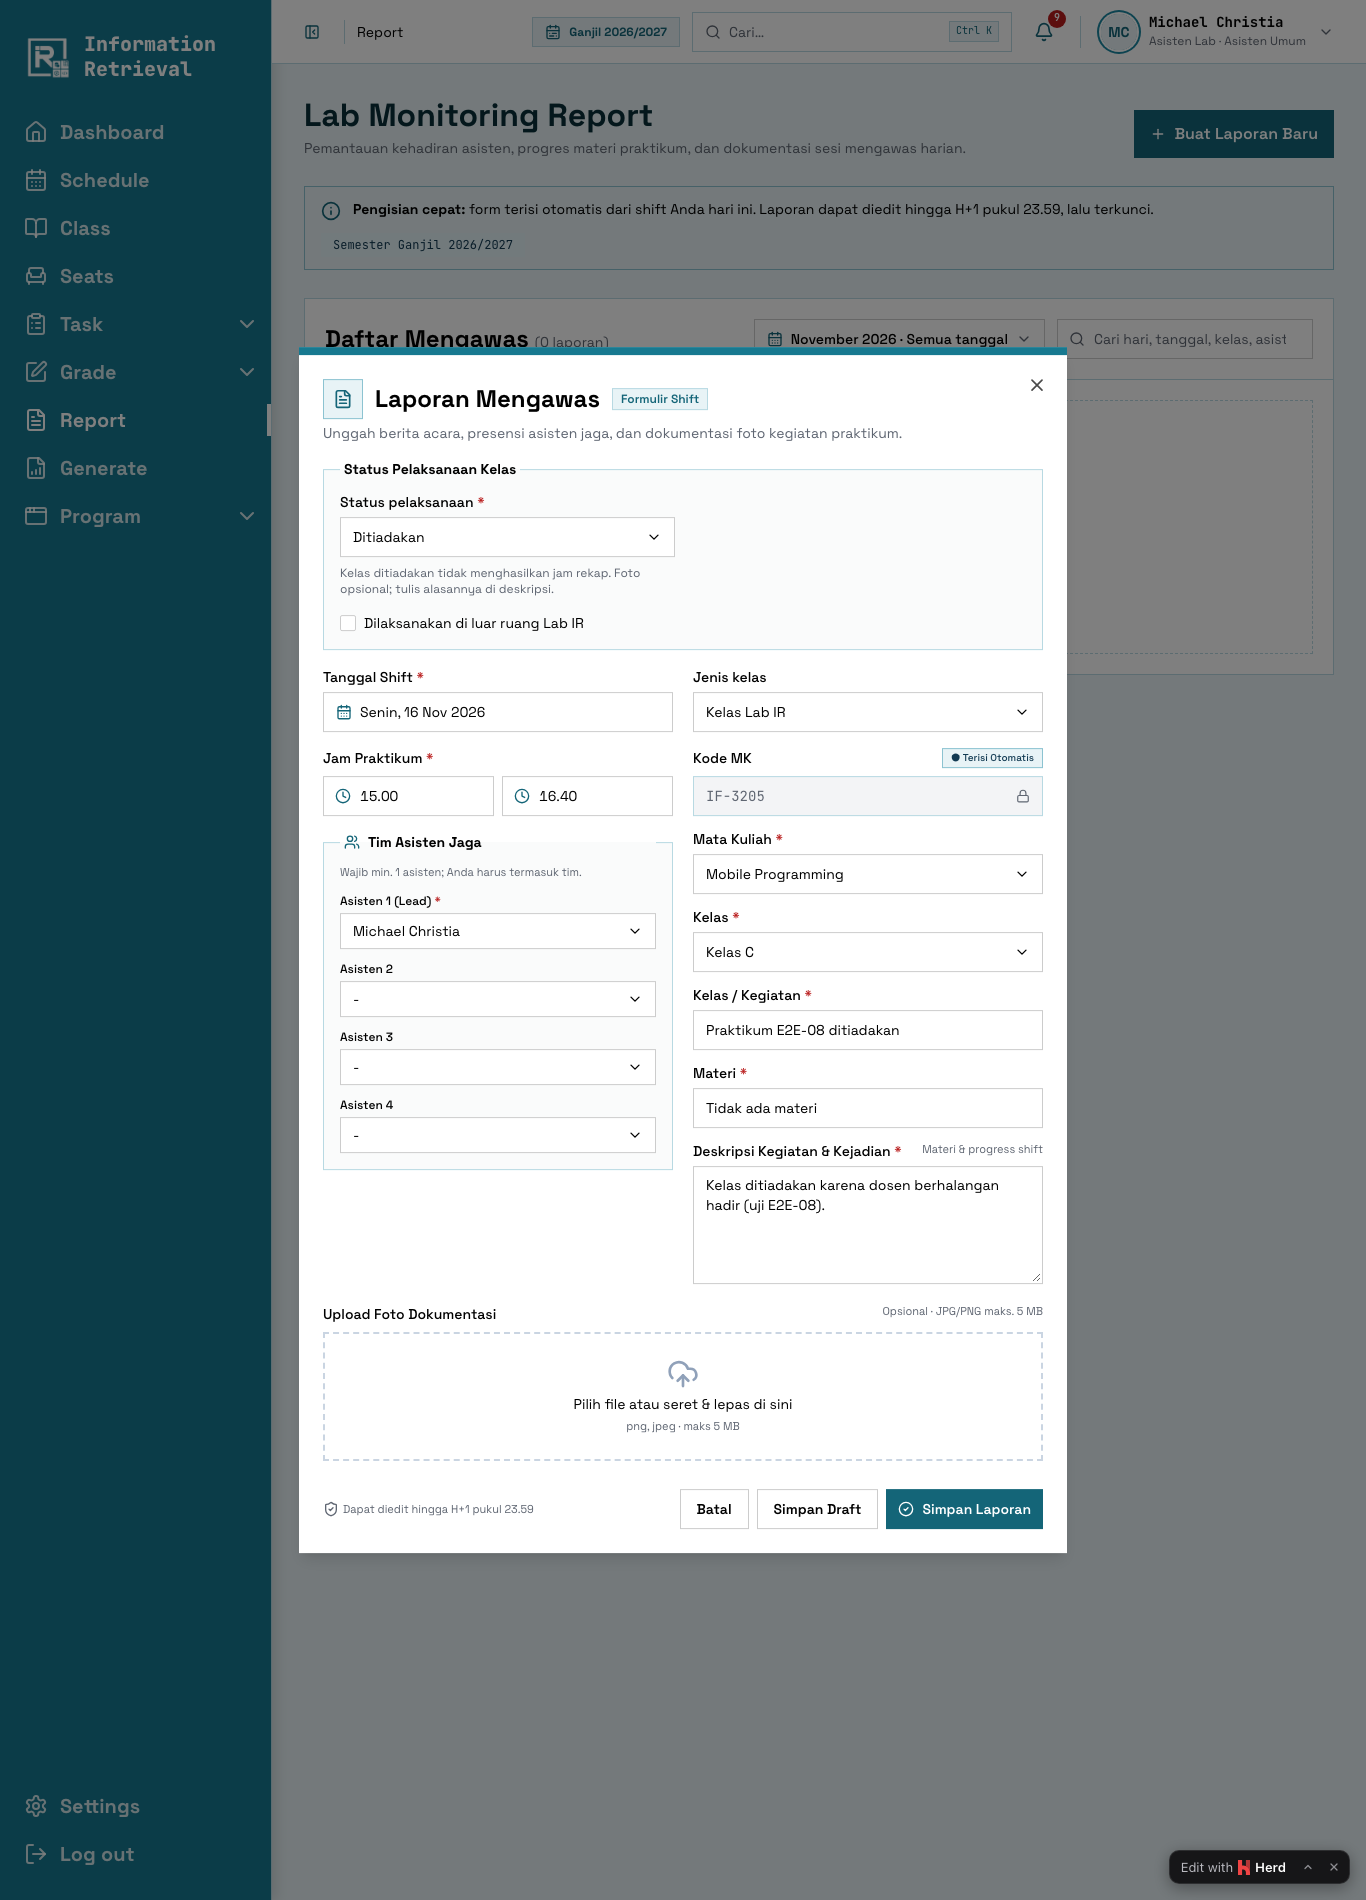 Information
Retrieval
Dashboard
Schedule
Class
Seats
Task
Grade
Report
Generate
Program
Settings
Log out
Report
Ganjil 2026/2027
Cari...
Ctrl K
9
MC
Michael Christia
Asisten Lab · Asisten Umum
Lab Monitoring Report
Pemantauan kehadiran asisten, progres materi praktikum, dan dokumentasi sesi mengawas harian.
Buat Laporan Baru
Pengisian cepat: form terisi otomatis dari shift Anda hari ini. Laporan dapat diedit hingga H+1 pukul 23.59, lalu terkunci.
Semester Ganjil 2026/2027
Daftar Mengawas (0 laporan)
November 2026 · Semua tanggal
Cari hari, tanggal, kelas, asist
Laporan Mengawas
Formulir Shift
Unggah berita acara, presensi asisten jaga, dan dokumentasi foto kegiatan praktikum.
Status Pelaksanaan Kelas
Status pelaksanaan *
Ditiadakan
Kelas ditiadakan tidak menghasilkan jam rekap. Foto
opsional; tulis alasannya di deskripsi.
Dilaksanakan di luar ruang Lab IR
Tanggal Shift *
Senin, 16 Nov 2026
Jam Praktikum *
15.00
16.40
Tim Asisten Jaga
Wajib min. 1 asisten; Anda harus termasuk tim.
Asisten 1 (Lead) *
Michael Christia
Asisten 2
-
Asisten 3
-
Asisten 4
-
Jenis kelas
Kelas Lab IR
Kode MK
Terisi Otomatis
IF-3205
Mata Kuliah *
Mobile Programming
Kelas *
Kelas C
Kelas / Kegiatan *
Praktikum E2E-08 ditiadakan
Materi *
Tidak ada materi
Deskripsi Kegiatan & Kejadian *
Materi & progress shift
Kelas ditiadakan karena dosen berhalangan
hadir (uji E2E-08).
Upload Foto Dokumentasi
Opsional · JPG/PNG maks. 5 MB
Pilih file atau seret & lepas di sini
png, jpeg · maks 5 MB
Dapat diedit hingga H+1 pukul 23.59
Batal
Simpan Draft
Simpan Laporan
Edit with Herd